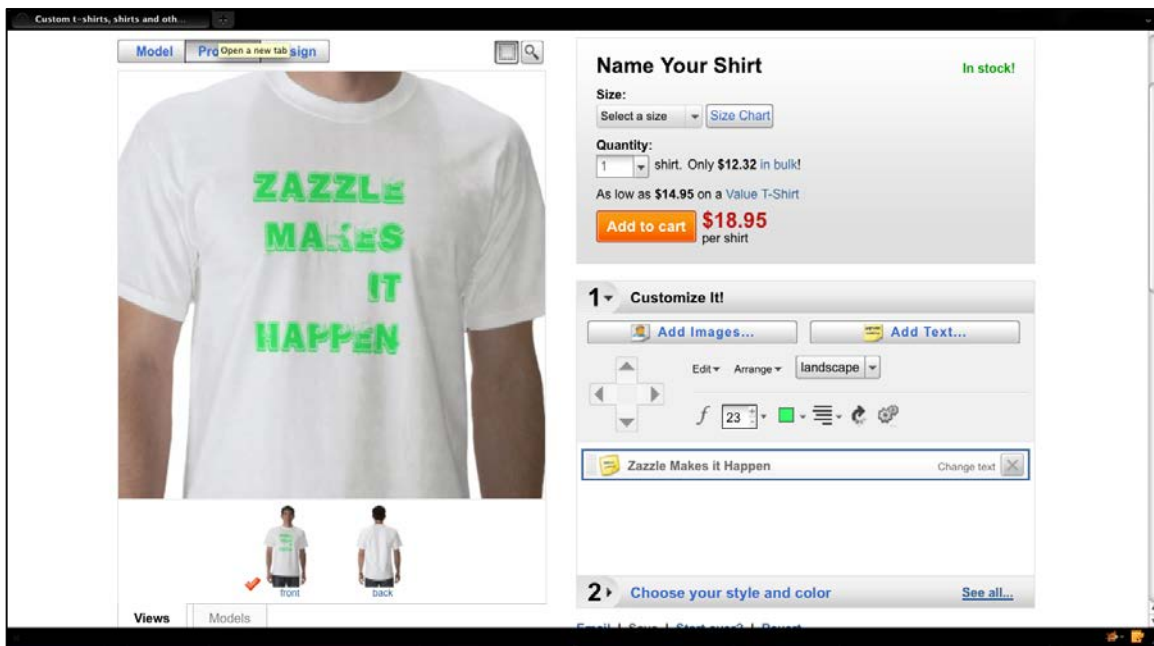 Custom t-shirts, shirts and oth...
Model
Pro
Open a new tab
sign
ZAZZLE
MAKES
IT
HAPPEN
front
back
Views
Models
Name Your Shirt
In stock!
Size:
Select a size
Size Chart
Quantity:
1
shirt. Only $12.32 in bulk!
As low as $14.95 on a Value T-Shirt
Add to cart
$18.95
per shirt
1 Customize It!
Add Images...
Add Text...
Edit
Arrange
landscape
f
23
Zazzle Makes it Happen
Change text
2 Choose your style and color
See all...